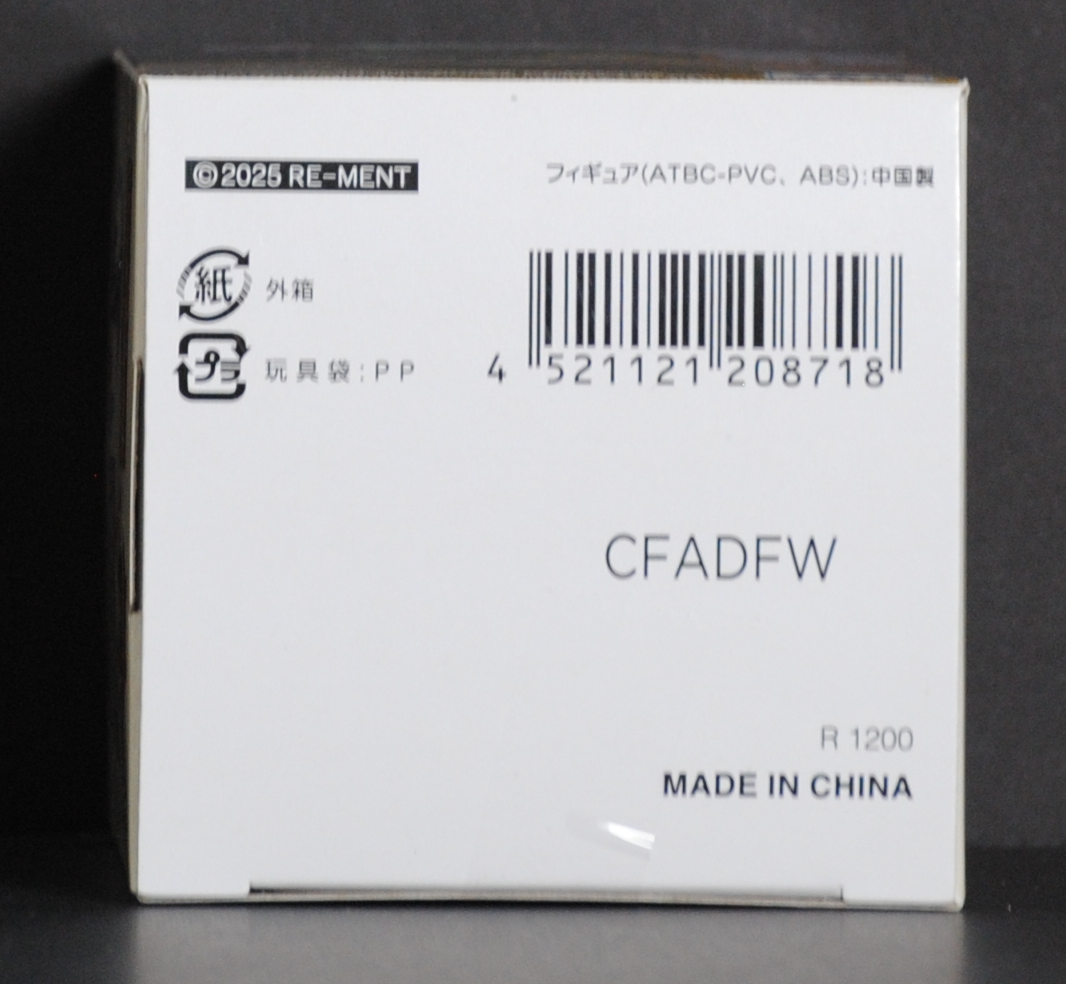 ©2025 RE-MENT
フィギュア(ATBC-PVC、ABS):中国製
紙 外箱
プラ 玩具袋:PP
4 521121 208718
CFADFW
R 1200
MADE IN CHINA